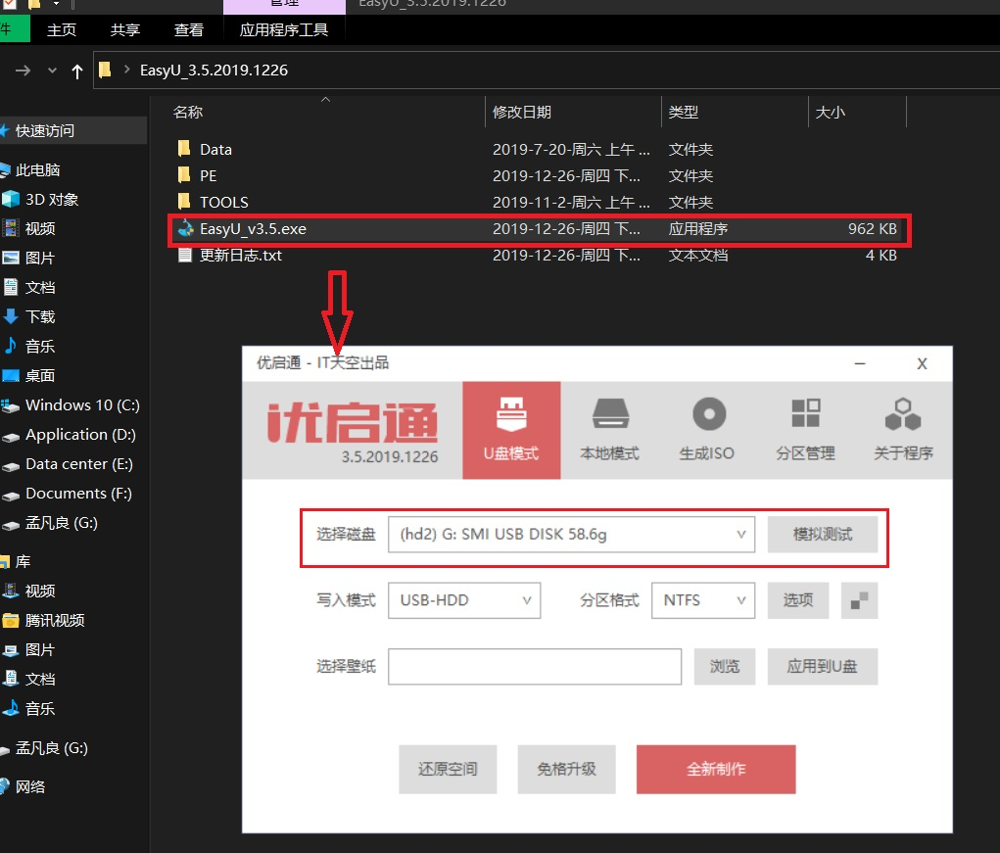 管理
EasyU_3.5.2019.1226
件 主页 共享 查看 应用程序工具
EasyU_3.5.2019.1226
名称 修改日期 类型 大小
快速访问
Data 2019-7-20-周六 上午 ... 文件夹
此电脑
PE 2019-12-26-周四 下... 文件夹
3D 对象
TOOLS 2019-11-2-周六 上午 ... 文件夹
视频
EasyU_v3.5.exe 2019-12-26-周四 下... 应用程序 962 KB
图片
更新日志.txt 2019-12-26-周四 下... 文本文档 4 KB
文档
下载
音乐
桌面
Windows 10 (C:)
Application (D:)
Data center (E:)
Documents (F:)
孟凡良 (G:)
库
视频
腾讯视频
图片
文档
音乐
孟凡良 (G:)
网络
优启通 - IT天空出品
X
优启通
3.5.2019.1226
U盘模式 本地模式 生成ISO 分区管理 关于程序
选择磁盘 (hd2) G: SMI USB DISK 58.6g 模拟测试
写入模式 USB-HDD 分区格式 NTFS 选项
选择壁纸 浏览 应用到U盘
还原空间 免格升级 全新制作